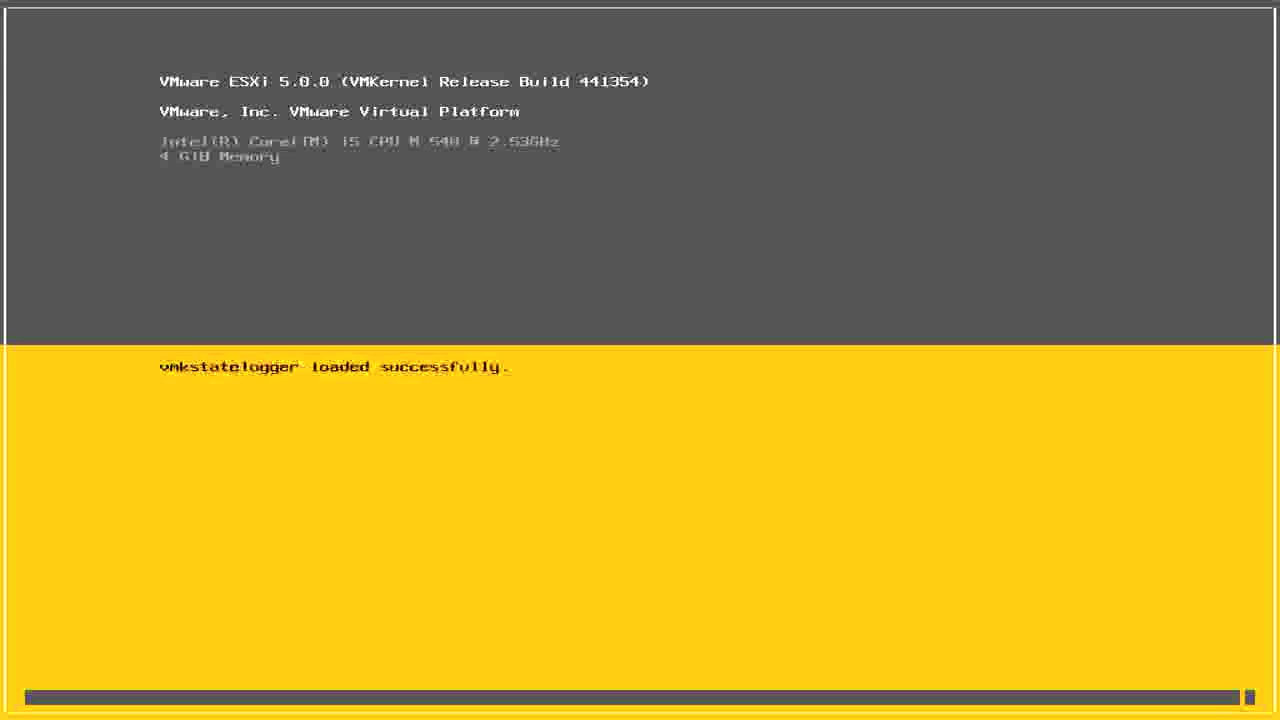 VMware ESXi 5.0.0 (VMKernel Release Build 441354)
VMware, Inc. VMware Virtual Platform
Intel(R) Core(TM) i5 CPU M 540 @ 2.53GHz
4 GiB Memory
vmkstatelogger loaded successfully.